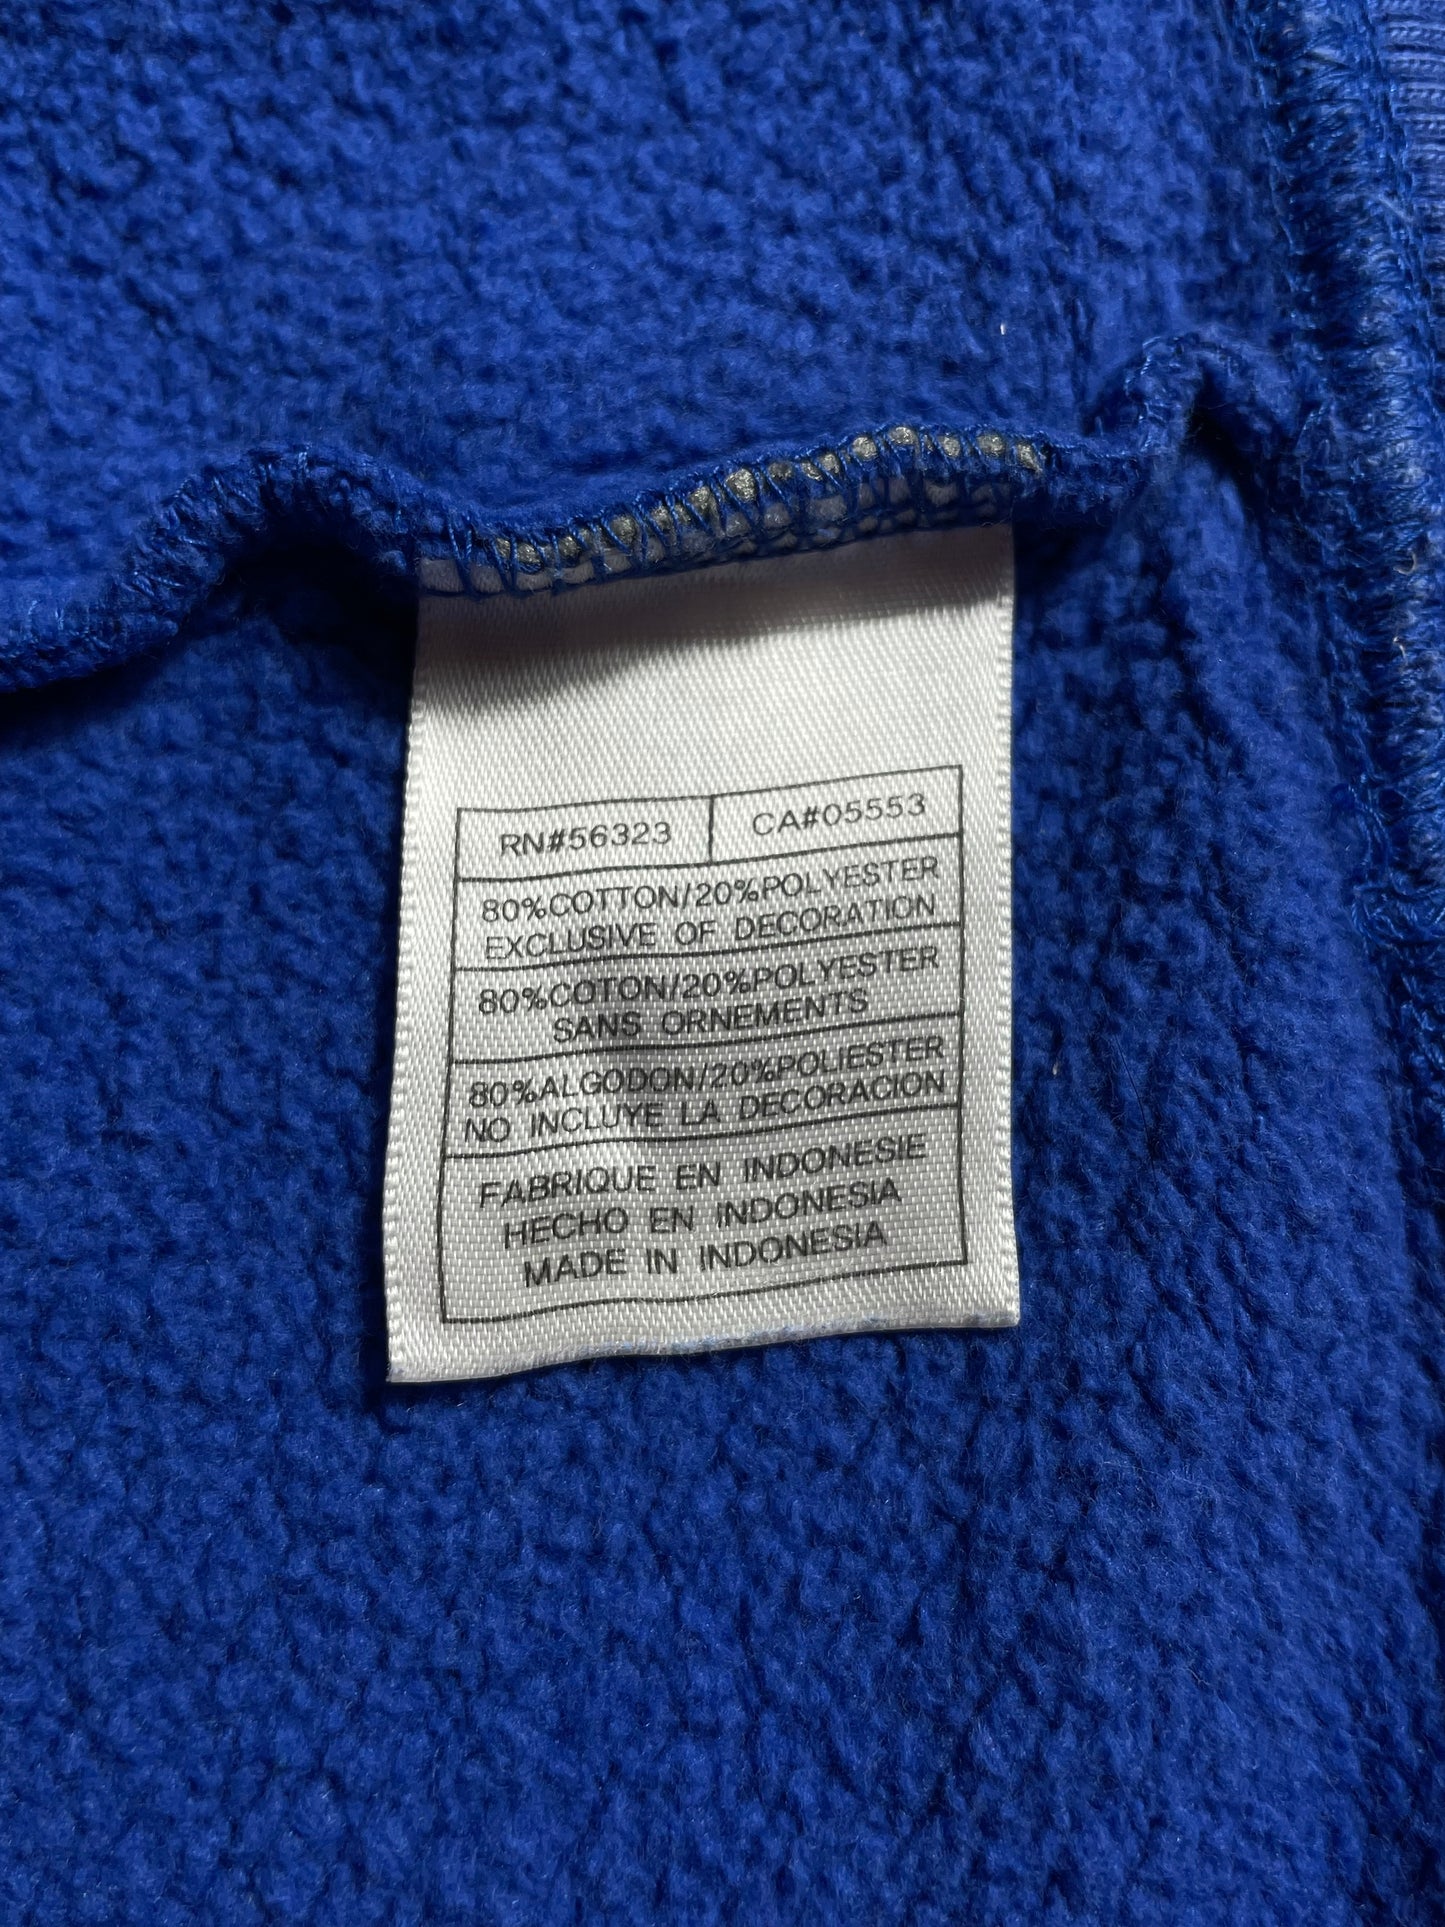 RN#56323 CA#05553
80%COTTON/20%POLYESTER
EXCLUSIVE OF DECORATION
80%COTON/20%POLYESTER
SANS ORNEMENTS
80%ALGODON/20%POLIESTER
NO INCLUYE LA DECORACION
FABRIQUE EN INDONESIE
HECHO EN INDONESIA
MADE IN INDONESIA